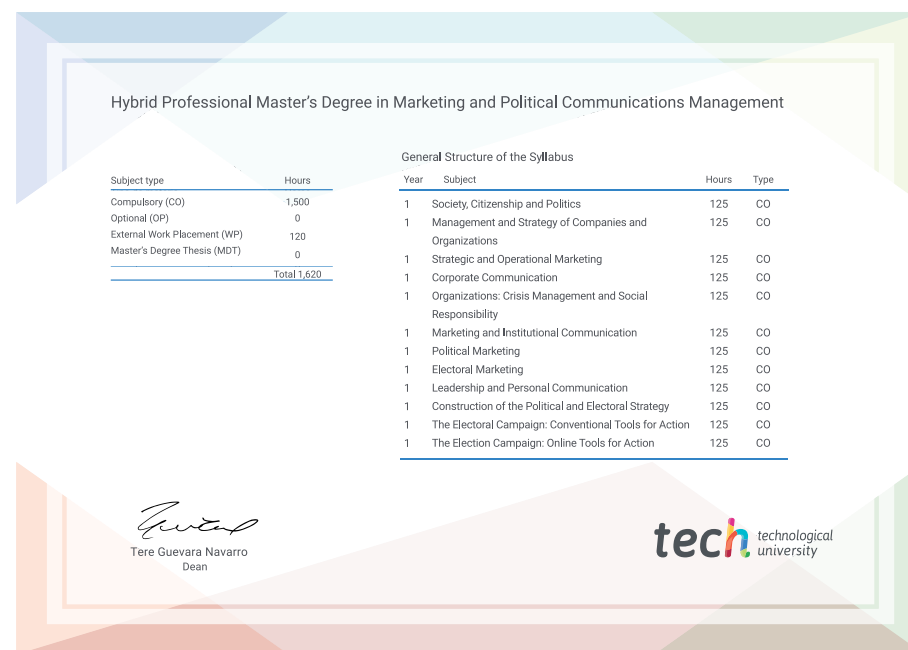 Hybrid Professional Master's Degree in Marketing and Political Communications Management
Subject type Hours
Compulsory (CO) 1,500
Optional (OP) 0
External Work Placement (WP) 120
Master's Degree Thesis (MDT) 0
Total 1,620
General Structure of the Syllabus
Year Subject Hours Type
1 Society, Citizenship and Politics 125 CO
1 Management and Strategy of Companies and 125 CO
Organizations
1 Strategic and Operational Marketing 125 CO
1 Corporate Communication 125 CO
1 Organizations: Crisis Management and Social 125 CO
Responsibility
1 Marketing and Institutional Communication 125 CO
1 Political Marketing 125 CO
1 Electoral Marketing 125 CO
1 Leadership and Personal Communication 125 CO
1 Construction of the Political and Electoral Strategy 125 CO
1 The Electoral Campaign: Conventional Tools for Action 125 CO
1 The Election Campaign: Online Tools for Action 125 CO
Tere Guevara Navarro
Dean
tech technological
university